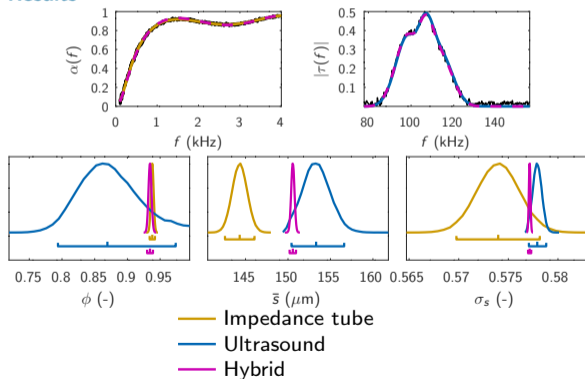 Results
1
0.8
0.6
0.4
0.2
0
α(f)
0 1 2 3 4
f (kHz)
0.5
0.4
0.3
0.2
0.1
|τ(f)|
80 100 120 140
f (kHz)
0.75 0.8 0.85 0.9 0.95
ϕ (-)
145 150 155 160
s̄ (μm)
0.565 0.57 0.575 0.58
σs (-)
Impedance tube
Ultrasound
Hybrid